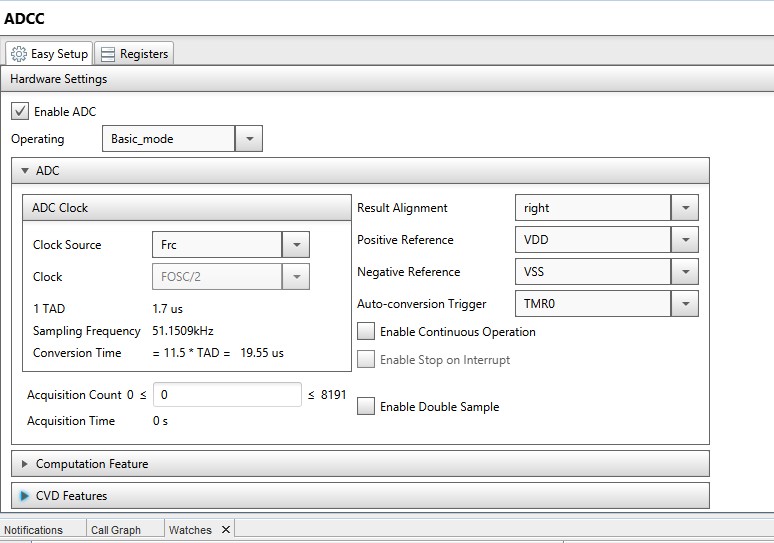 ADCC
Easy Setup
Registers
Hardware Settings
Enable ADC
Operating
Basic_mode
ADC
ADC Clock
Clock Source
Frc
Clock
FOSC/2
1 TAD
1.7 us
Sampling Frequency
51.1509kHz
Conversion Time
= 11.5 * TAD = 19.55 us
Result Alignment
right
Positive Reference
VDD
Negative Reference
VSS
Auto-conversion Trigger
TMR0
Enable Continuous Operation
Enable Stop on Interrupt
Acquisition Count 0 ≤
0
≤ 8191
Enable Double Sample
Acquisition Time
0 s
Computation Feature
CVD Features
Notifications
Call Graph
Watches